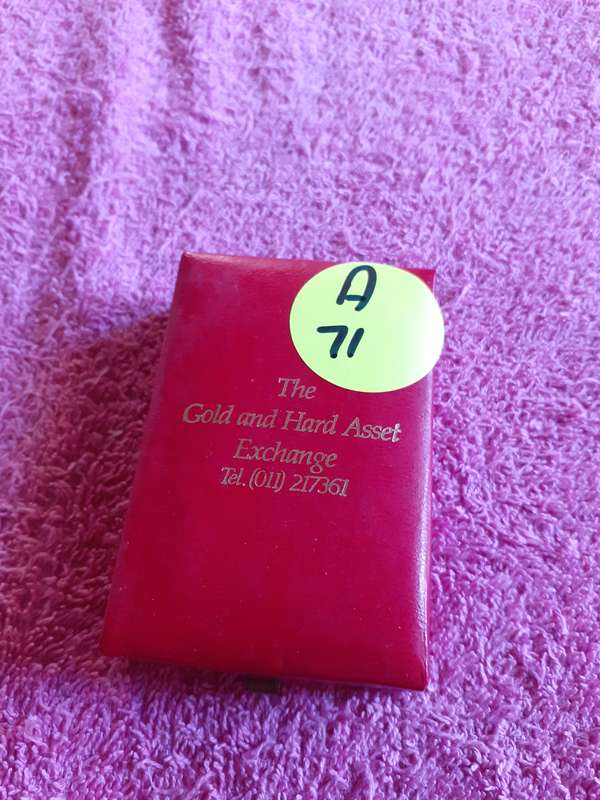 A
71
The
Gold and Hard Asset
Exchange
Tel. (011) 217361